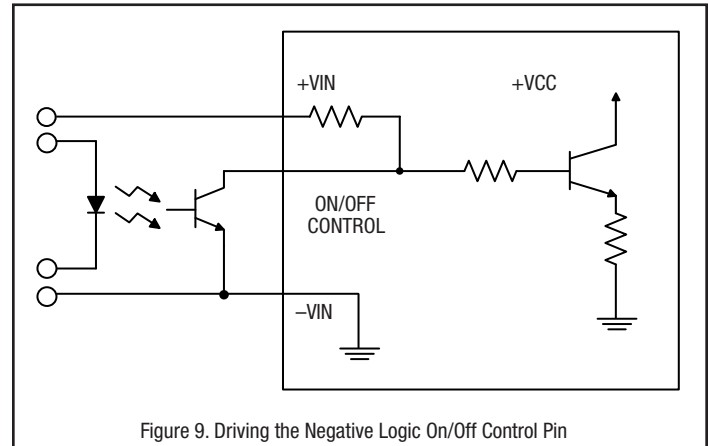 +VIN
+VCC
ON/OFF
CONTROL
–VIN
Figure 9. Driving the Negative Logic On/Off Control Pin